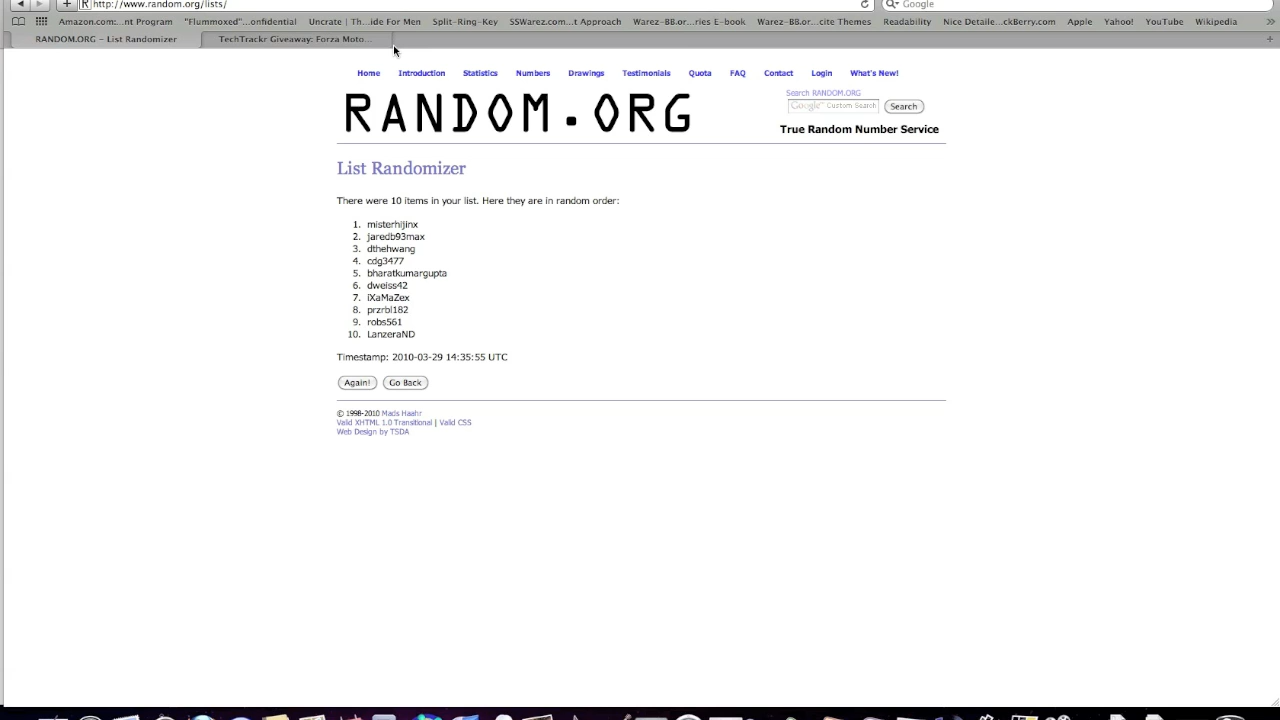 http://www.random.org/lists/
Google
Amazon.com:...nt Program "Flummoxed"...onfidential Uncrate | Th...ide For Men Split-Ring-Key SSWarez.com...t Approach Warez-BB.or...ries E-book Warez-BB.or...cite Themes Readability Nice Detaile...ckBerry.com Apple Yahoo! YouTube Wikipedia
RANDOM.ORG - List Randomizer TechTrackr Giveaway: Forza Moto...
Home Introduction Statistics Numbers Drawings Testimonials Quota FAQ Contact Login What's New!
RANDOM.ORG
Search RANDOM.ORG
Google™ Custom Search Search
True Random Number Service
List Randomizer
There were 10 items in your list. Here they are in random order:
1. misterhijinx
2. jaredb93max
3. dthehwang
4. cdg3477
5. bharatkumargupta
6. dweiss42
7. iXaMaZex
8. przrbl182
9. robs561
10. LanzeraND
Timestamp: 2010-03-29 14:35:55 UTC
Again! Go Back
© 1998-2010 Mads Haahr
Valid XHTML 1.0 Transitional | Valid CSS
Web Design by TSDA